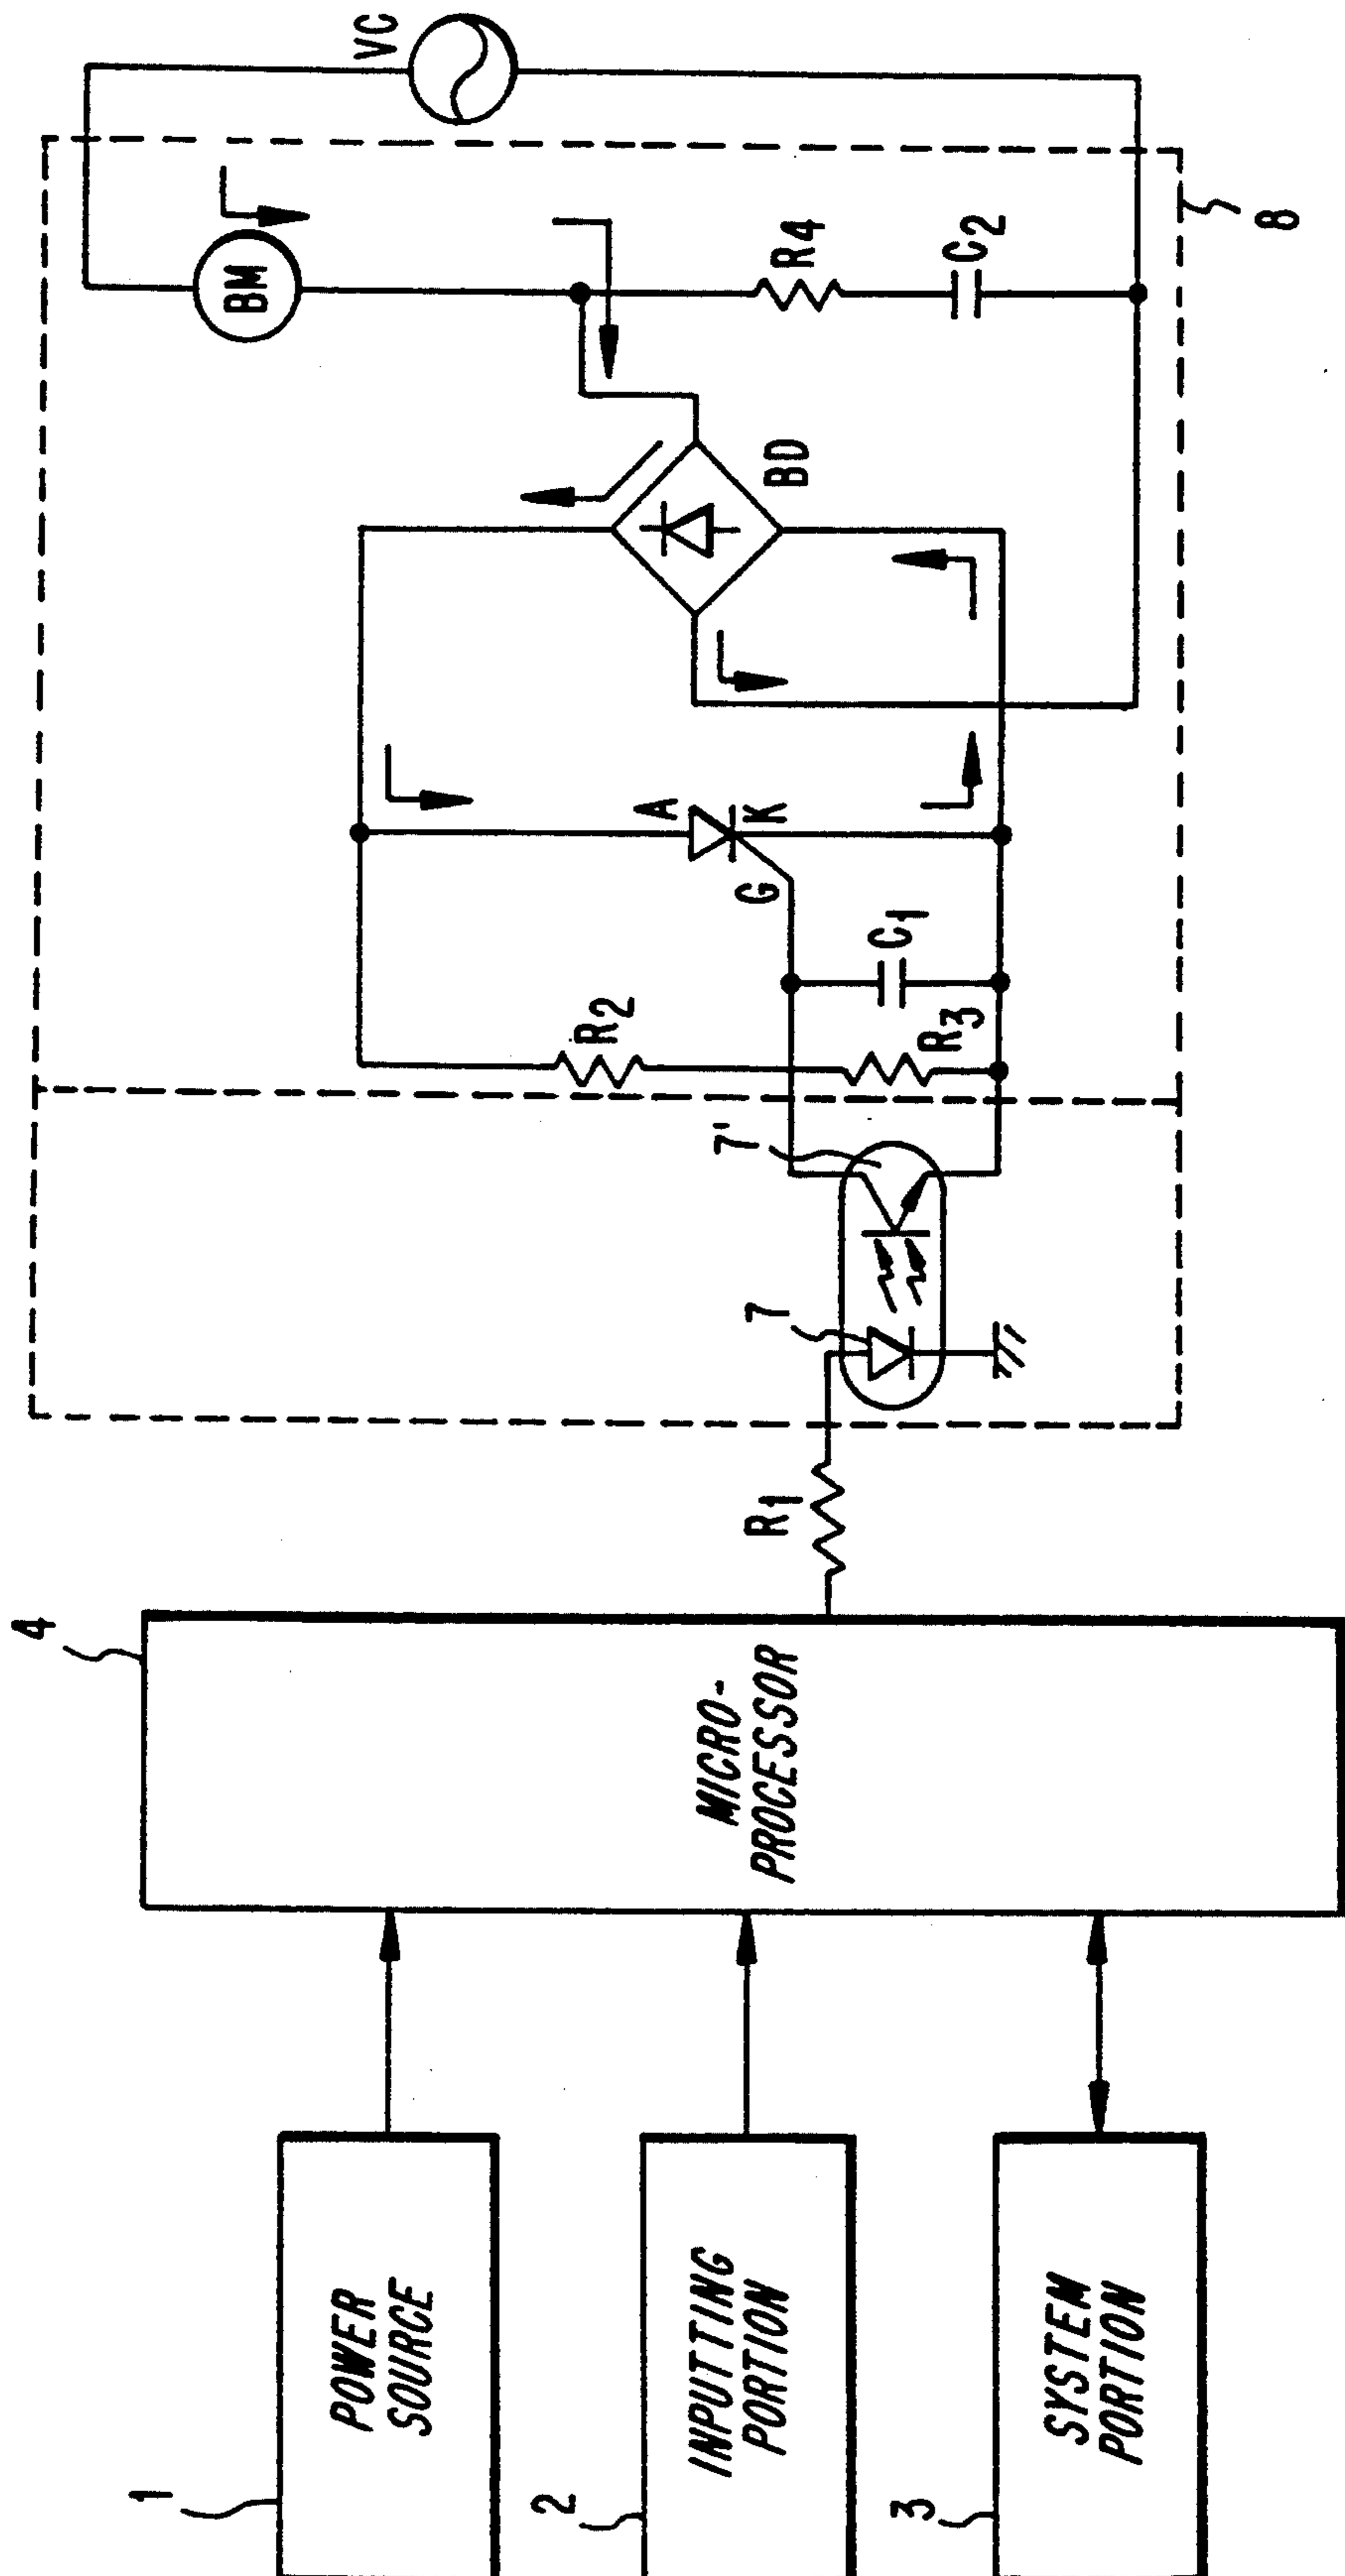 1
POWER
SOURCE
2
INPUTTING
PORTION
3
SYSTEM
PORTION
4
MICRO-
PROCESSOR
R1
7
7'
R2
R3
C1
G
A
K
BD
BM
R4
C2
VC
8